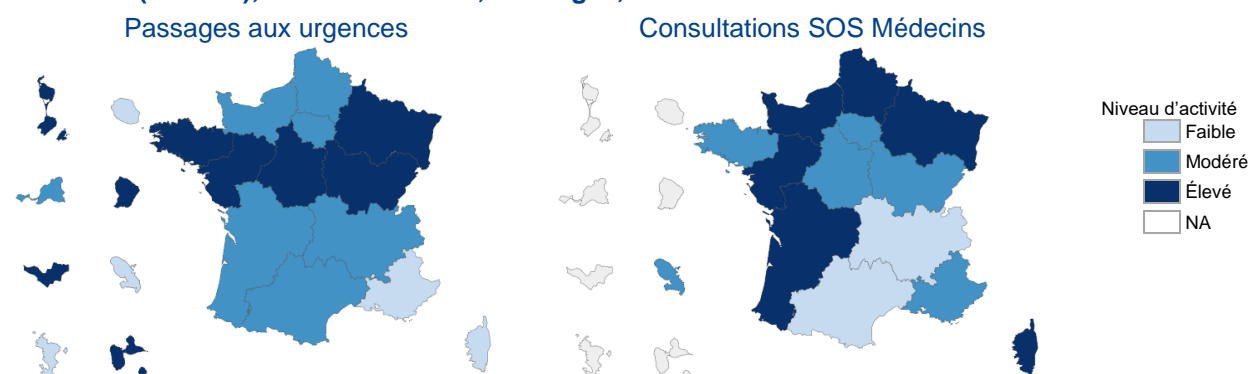 Passages aux urgences
Consultations SOS Médecins
Niveau d'activité
Faible
Modéré
Élevé
NA